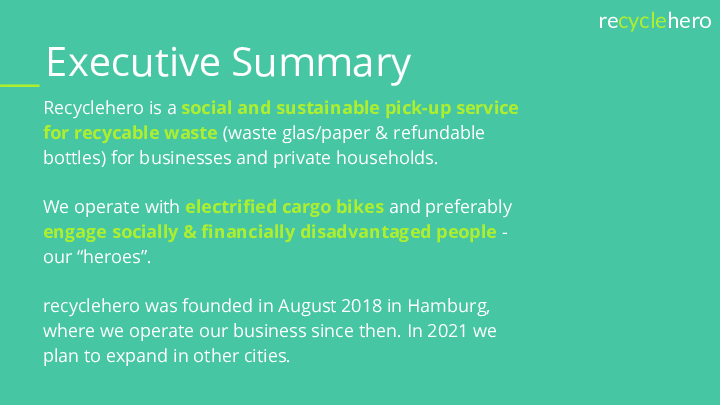 recyclehero
Executive Summary
Recyclehero is a social and sustainable pick-up service
for recycable waste (waste glas/paper & refundable
bottles) for businesses and private households.
We operate with electrified cargo bikes and preferably
engage socially & financially disadvantaged people -
our “heroes”.
recyclehero was founded in August 2018 in Hamburg,
where we operate our business since then. In 2021 we
plan to expand in other cities.